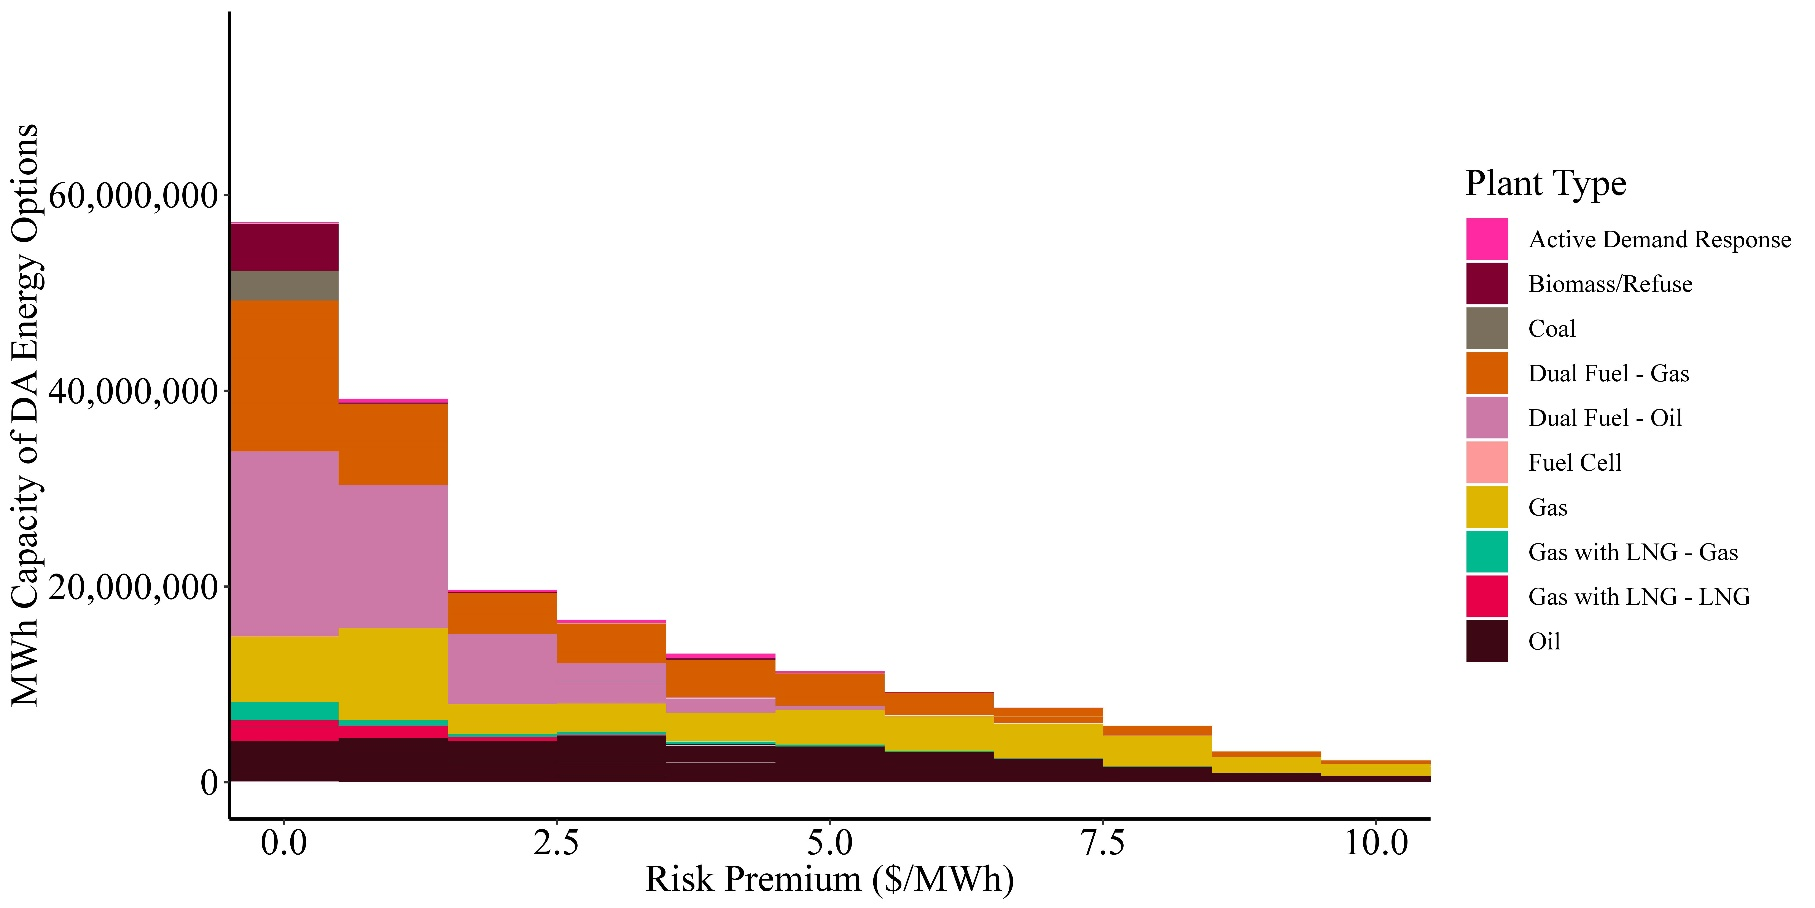 MWh Capacity of DA Energy Options
60,000,000
40,000,000
20,000,000
0
0.0 2.5 5.0 7.5 10.0
Risk Premium ($/MWh)
Plant Type
Active Demand Response
Biomass/Refuse
Coal
Dual Fuel - Gas
Dual Fuel - Oil
Fuel Cell
Gas
Gas with LNG - Gas
Gas with LNG - LNG
Oil